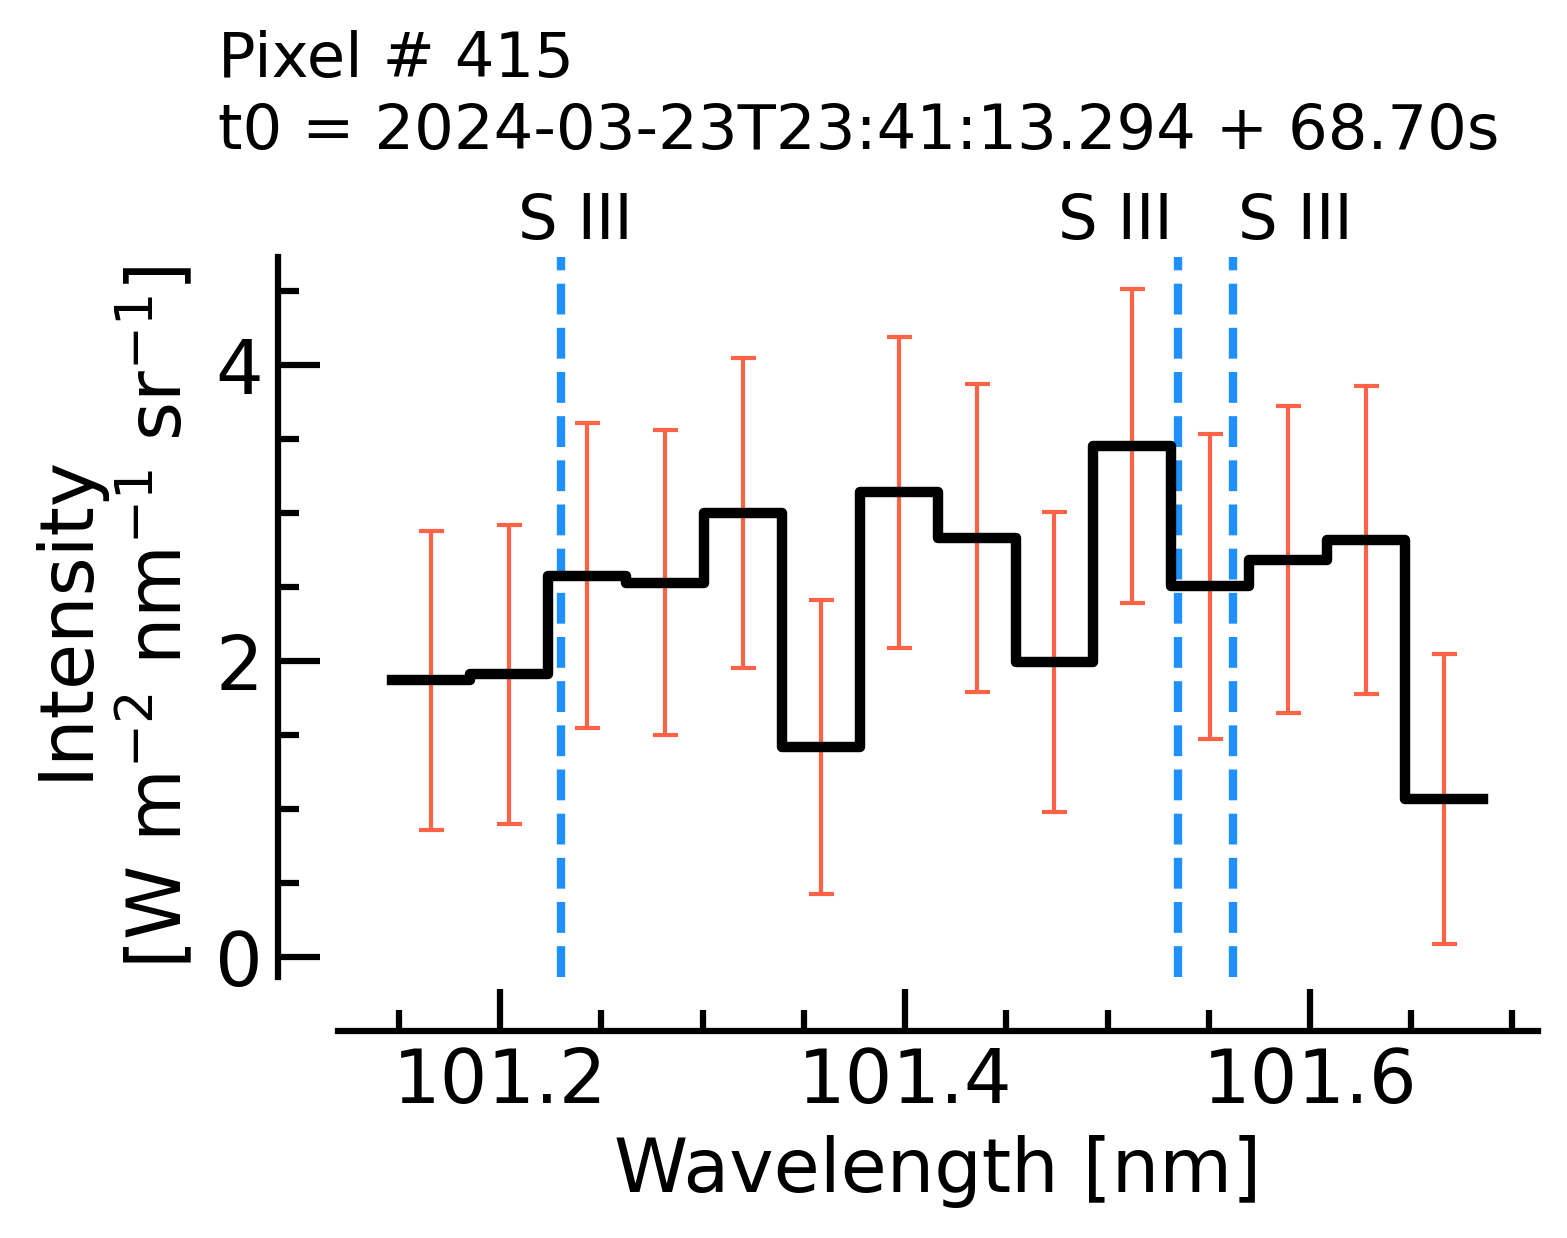 Pixel # 415
t0 = 2024-03-23T23:41:13.294 + 68.70s
S III S III S III
Intensity
[W m⁻² nm⁻¹ sr⁻¹]
4
2
0
101.2 101.4 101.6
Wavelength [nm]